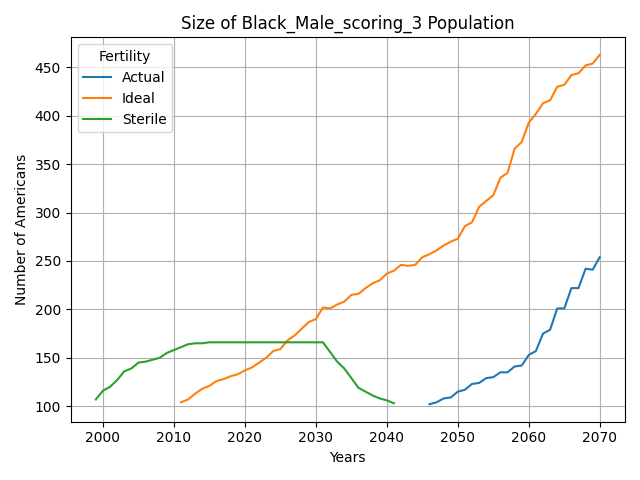 Size of Black_Male_scoring_3 Population
Fertility
Actual
Ideal
Sterile
Number of Americans
450
400
350
300
250
200
150
100
2000 2010 2020 2030 2040 2050 2060 2070
Years